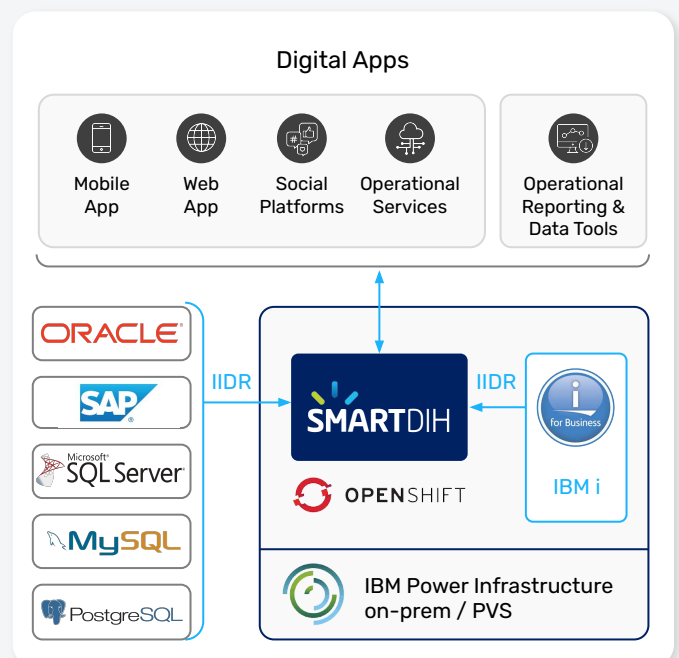 Digital Apps
Mobile
App
Web
App
Social
Platforms
Operational
Services
Operational
Reporting &
Data Tools
ORACLE
SAP
Microsoft
SQL Server
MySQL
PostgreSQL
IIDR
SMARTDIH
OPENSHIFT
IIDR
i
for Business
IBM i
IBM Power Infrastructure
on-prem / PVS